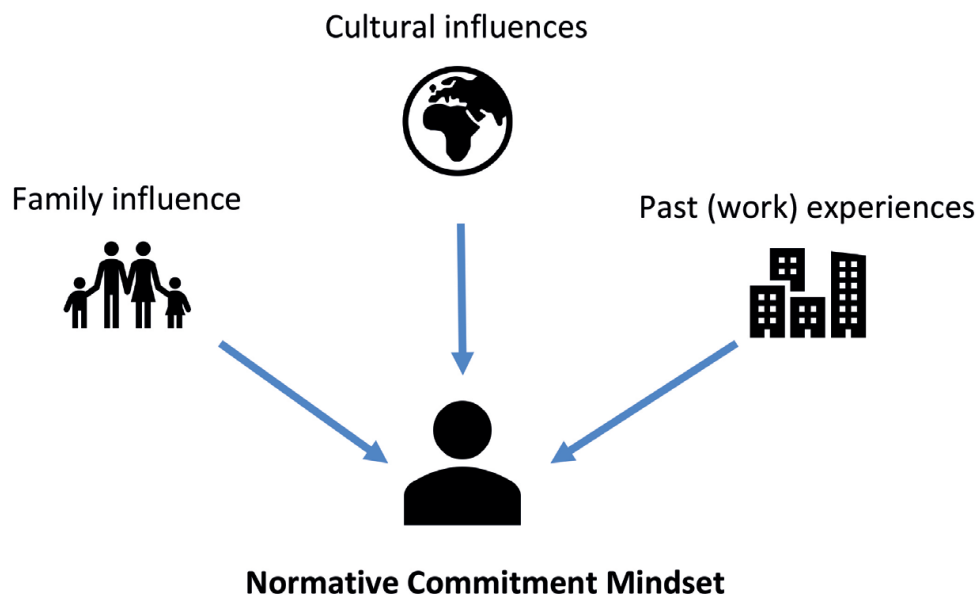 Cultural influences
Family influence
Past (work) experiences
Normative Commitment Mindset